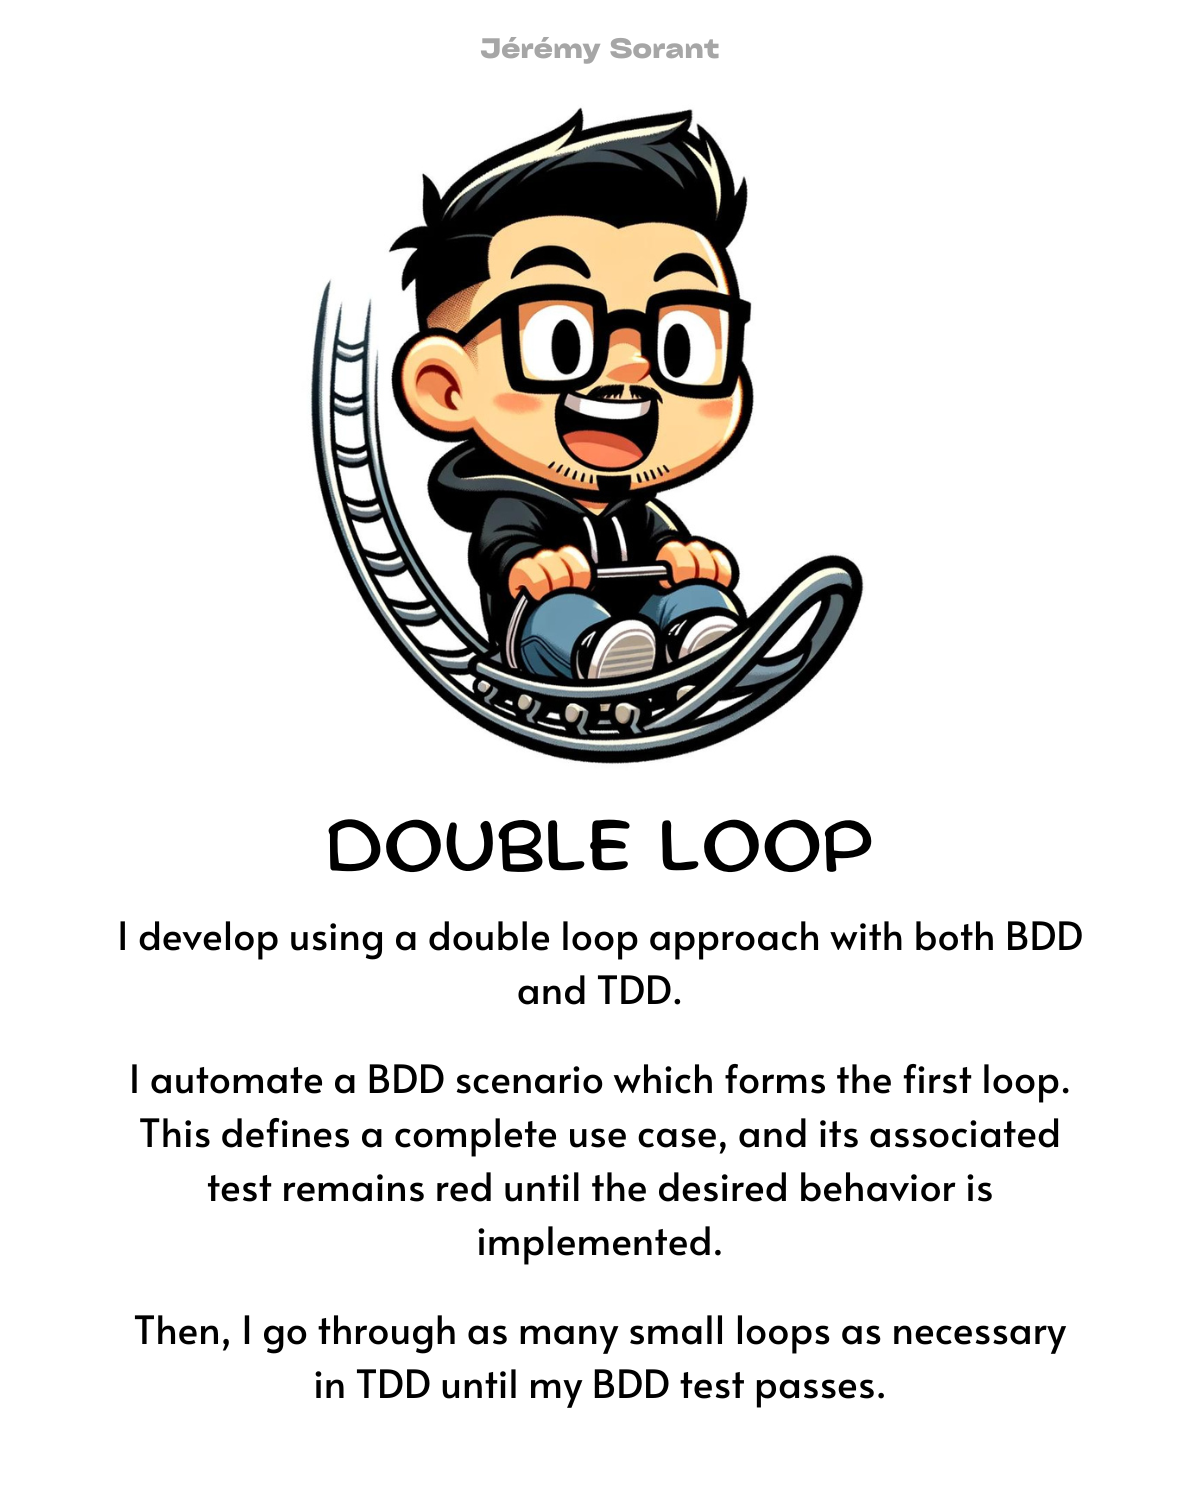 Jérémy Sorant
DOUBLE LOOP
I develop using a double loop approach with both BDD
and TDD.
I automate a BDD scenario which forms the first loop.
This defines a complete use case, and its associated
test remains red until the desired behavior is
implemented.
Then, I go through as many small loops as necessary
in TDD until my BDD test passes.